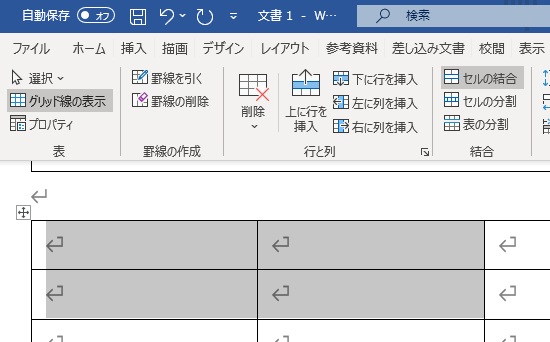 自動保存 オフ 文書 1 - W... 検索
ファイル ホーム 挿入 描画 デザイン レイアウト 参考資料 差し込み文書 校閲 表示
選択
グリッド線の表示
プロパティ
表
罫線を引く
罫線の削除
罫線の作成
削除
上に行を
挿入
下に行を挿入
左に列を挿入
右に列を挿入
行と列
セルの結合
セルの分割
表の分割
結合